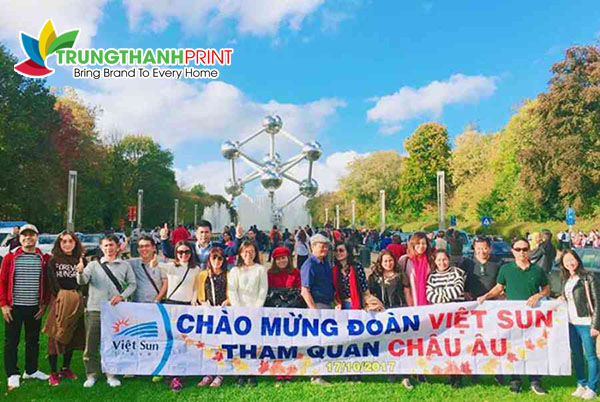 TRUNGTHANHPRINT
Bring Brand To Every Home
FOREVER
Việt Sun
CHÀO MỪNG ĐOÀN VIỆT SUN
THAM QUAN CHÂU ÂU
17/10/2017